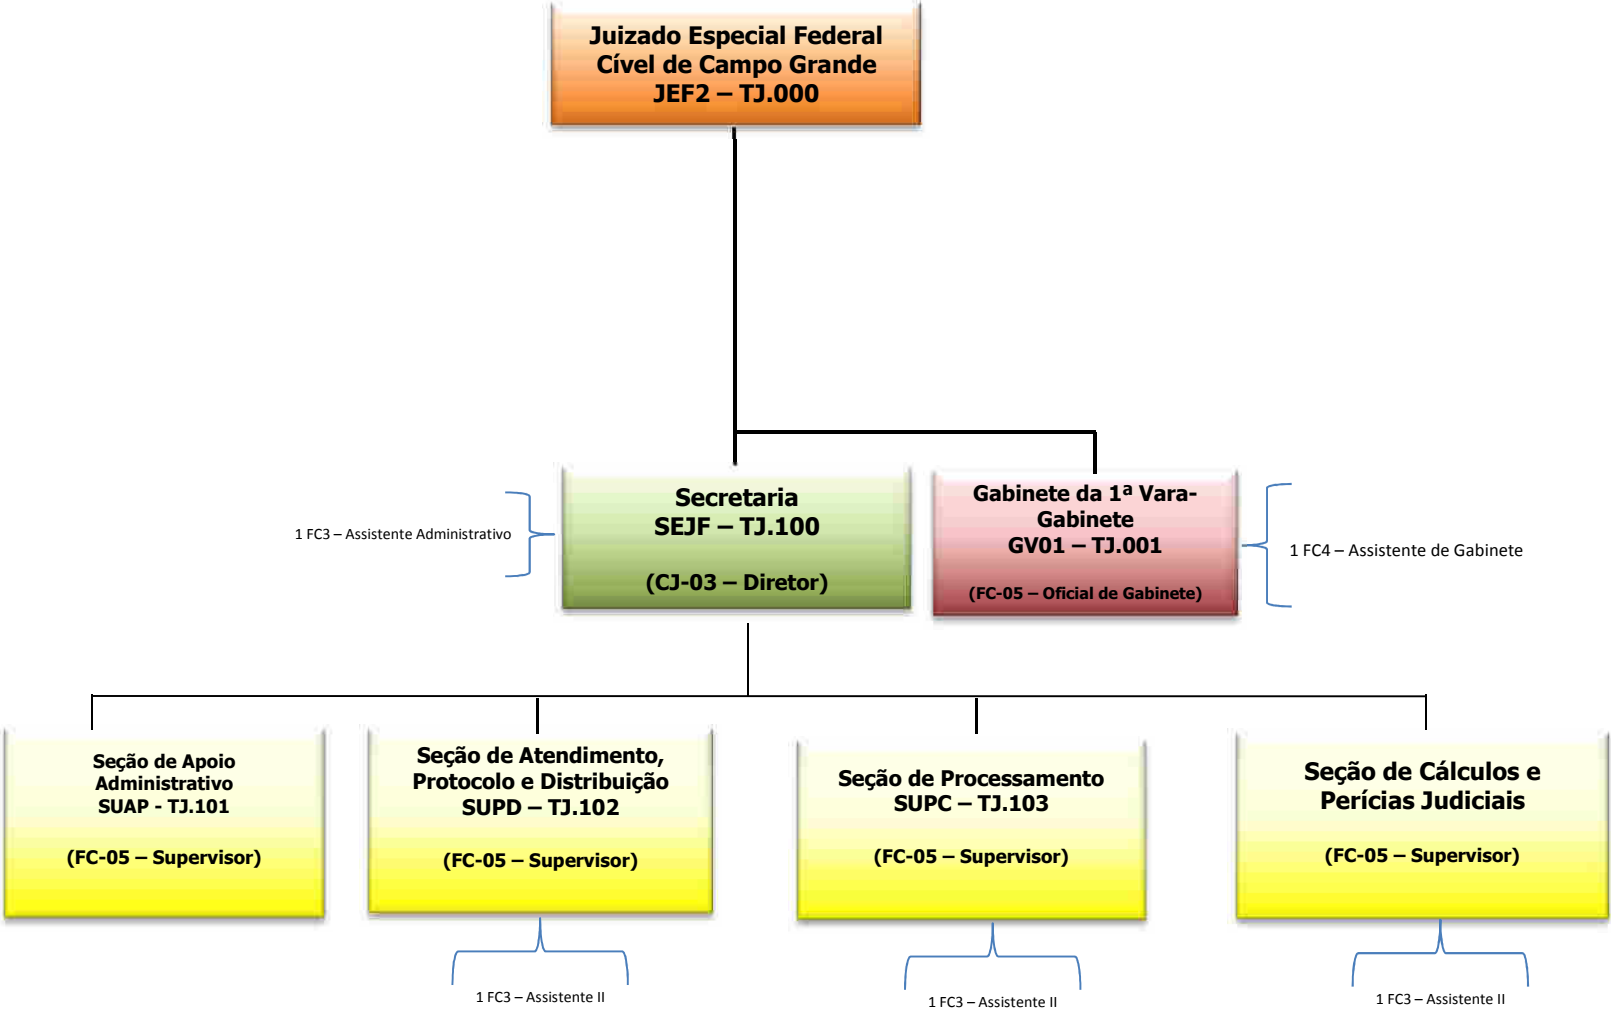 Juizado Especial Federal
Cível de Campo Grande
JEF2 – TJ.000
1 FC3 – Assistente Administrativo
Secretaria
SEJF – TJ.100
(CJ-03 – Diretor)
Gabinete da 1ª Vara-
Gabinete
GV01 – TJ.001
(FC-05 – Oficial de Gabinete)
1 FC4 – Assistente de Gabinete
Seção de Apoio
Administrativo
SUAP - TJ.101
(FC-05 – Supervisor)
Seção de Atendimento,
Protocolo e Distribuição
SUPD – TJ.102
(FC-05 – Supervisor)
Seção de Processamento
SUPC – TJ.103
(FC-05 – Supervisor)
Seção de Cálculos e
Perícias Judiciais
(FC-05 – Supervisor)
1 FC3 – Assistente II
1 FC3 – Assistente II
1 FC3 – Assistente II